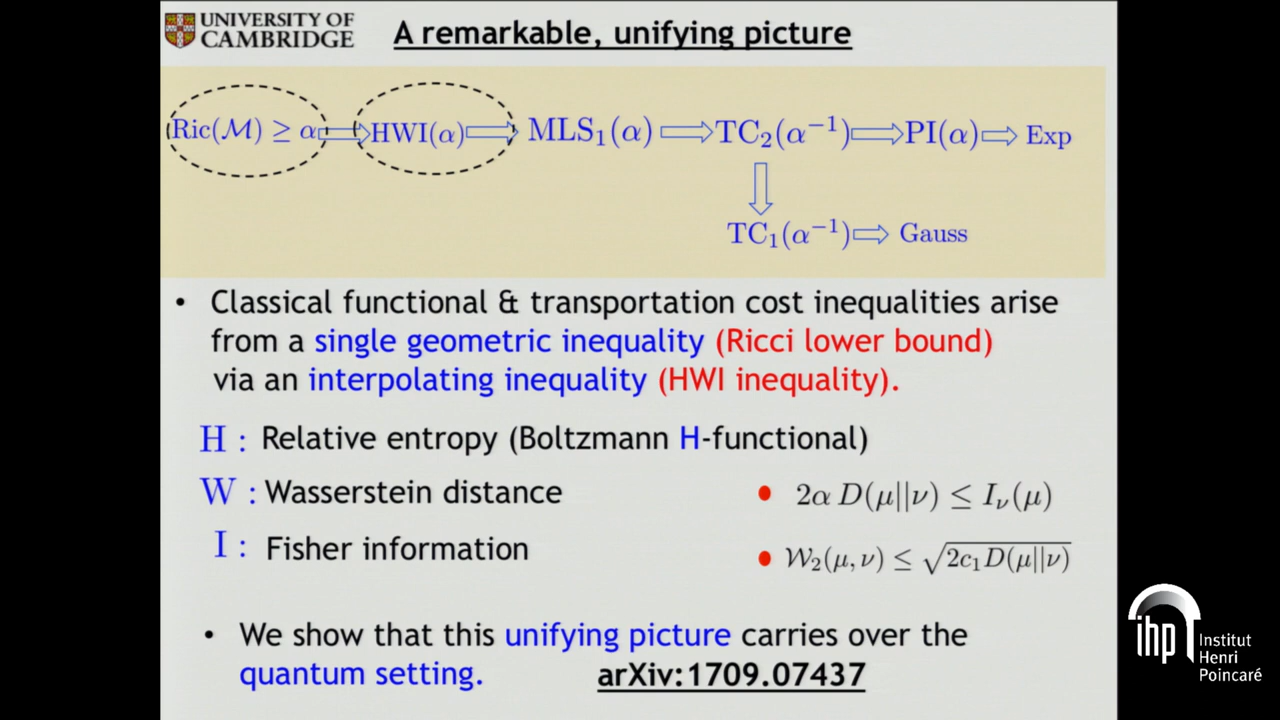 UNIVERSITY OF
CAMBRIDGE
A remarkable, unifying picture
Ric(ℳ) ≥ α ⟹ HWI(α) ⟹ MLS₁(α) ⟹ TC₂(α⁻¹) ⟹ PI(α) ⟹ Exp
⇓
TC₁(α⁻¹) ⟹ Gauss
• Classical functional & transportation cost inequalities arise
from a single geometric inequality (Ricci lower bound)
via an interpolating inequality (HWI inequality).
H : Relative entropy (Boltzmann H-functional)
W : Wasserstein distance
• 2α D(μ||ν) ≤ I_ν(μ)
I : Fisher information
• 𝒲₂(μ, ν) ≤ √(2c₁D(μ||ν))
• We show that this unifying picture carries over the
quantum setting. arXiv:1709.07437
ihp
Institut
Henri
Poincaré